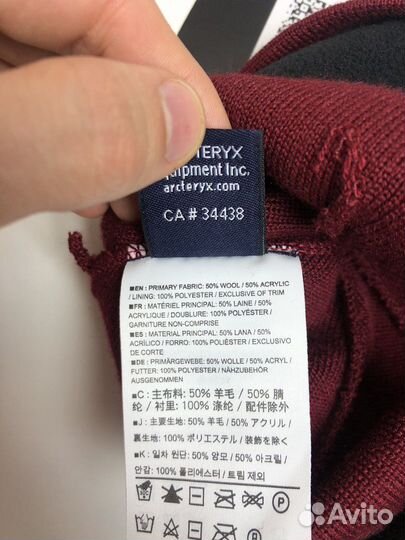 TERYX
quipment Inc.
arcteryx.com
CA # 34438
■ EN : PRIMARY FABRIC: 50% WOOL / 50% ACRYLIC
/ LINING: 100% POLYESTER / EXCLUSIVE OF TRIM
■ FR : MATÉRIEL PRINCIPAL: 50% LAINE / 50%
ACRYLIQUE / DOUBLURE: 100% POLYESTER /
GARNITURE NON-COMPRISE
■ ES : MATERIAL PRINCIPAL: 50% LANA / 50%
ACRÍLICO / FORRO: 100% POLIÉSTER / EXCLUSIVO
DE CORTE
■ DE : PRIMÄRGEWEBE: 50% WOLLE / 50% ACRYL /
FUTTER: 100% POLYESTER / NÄHZUBEHÖR
AUSGENOMMEN
■ C : 主布料: 50% 羊毛 / 50% 腈
纶 / 衬里: 100% 涤纶 / 配件除外
■ J : 主要生地: 50% 羊毛 / 50% アクリル /
裏生地: 100% ポリエステル / 装飾を除く
■ K : 일차 원단: 50% 양모 / 50% 아크릴 /
안감: 100% 폴리에스터 / 트림 제외
P
Avito